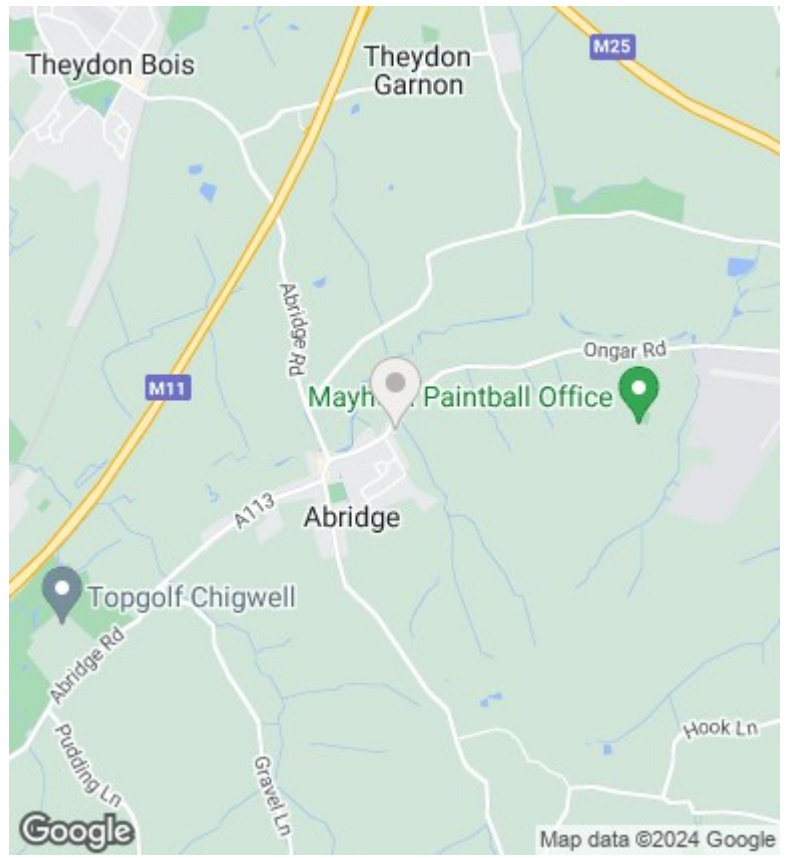 M25
Theydon Bois
Theydon
Garnon
Abridge Rd
Ongar Rd
M11
Paintball Office
A113
Abridge
Topgolf Chigwell
Abridge Rd
Pudding Ln
Gravel Ln
Hook Ln
Google
Map data ©2024 Google